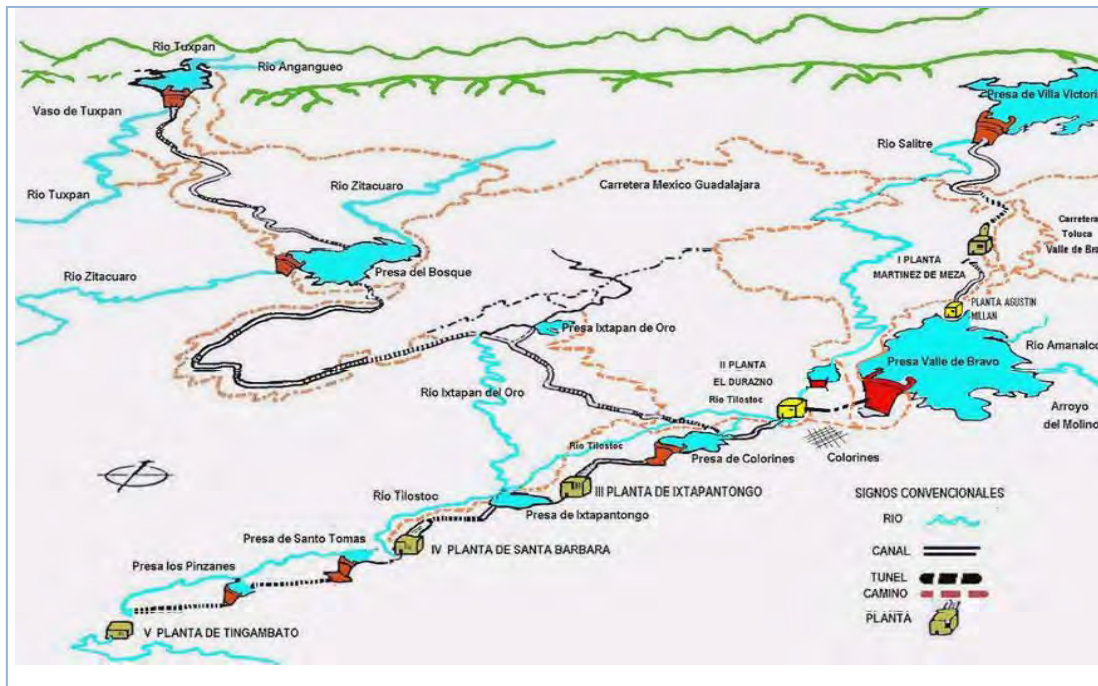 Rio Tuxpan
Rio Angangueo
Vaso de Tuxpan
Presa de Villa Victori
Rio Salitre
Rio Tuxpan
Rio Zitacuaro
Carretera Mexico Guadalajara
Carretera
Toluca
Valle de Bra
Rio Zitacuaro
Presa del Bosque
I PLANTA
MARTINEZ DE MEZA
PLANTA AGUSTIN
MILLAN
Presa Ixtapan de Oro
Rio Amanalco
Presa Valle de Bravo
II PLANTA
EL DURAZNO
Rio Tilostoc
Río Ixtapan del Oro
Arroyo
del Molino
Rio Tilostoc
Presa de Colorines
Colorines
III PLANTA DE IXTAPANTONGO
Rio Tilostoc
Presa de Ixtapantongo
Presa de Santo Tomas
IV PLANTA DE SANTA BARBARA
Presa los Pinzanes
V PLANTA DE TINGAMBATO
SIGNOS CONVENCIONALES
RIO
CANAL
TUNEL
CAMINO
PLANTA